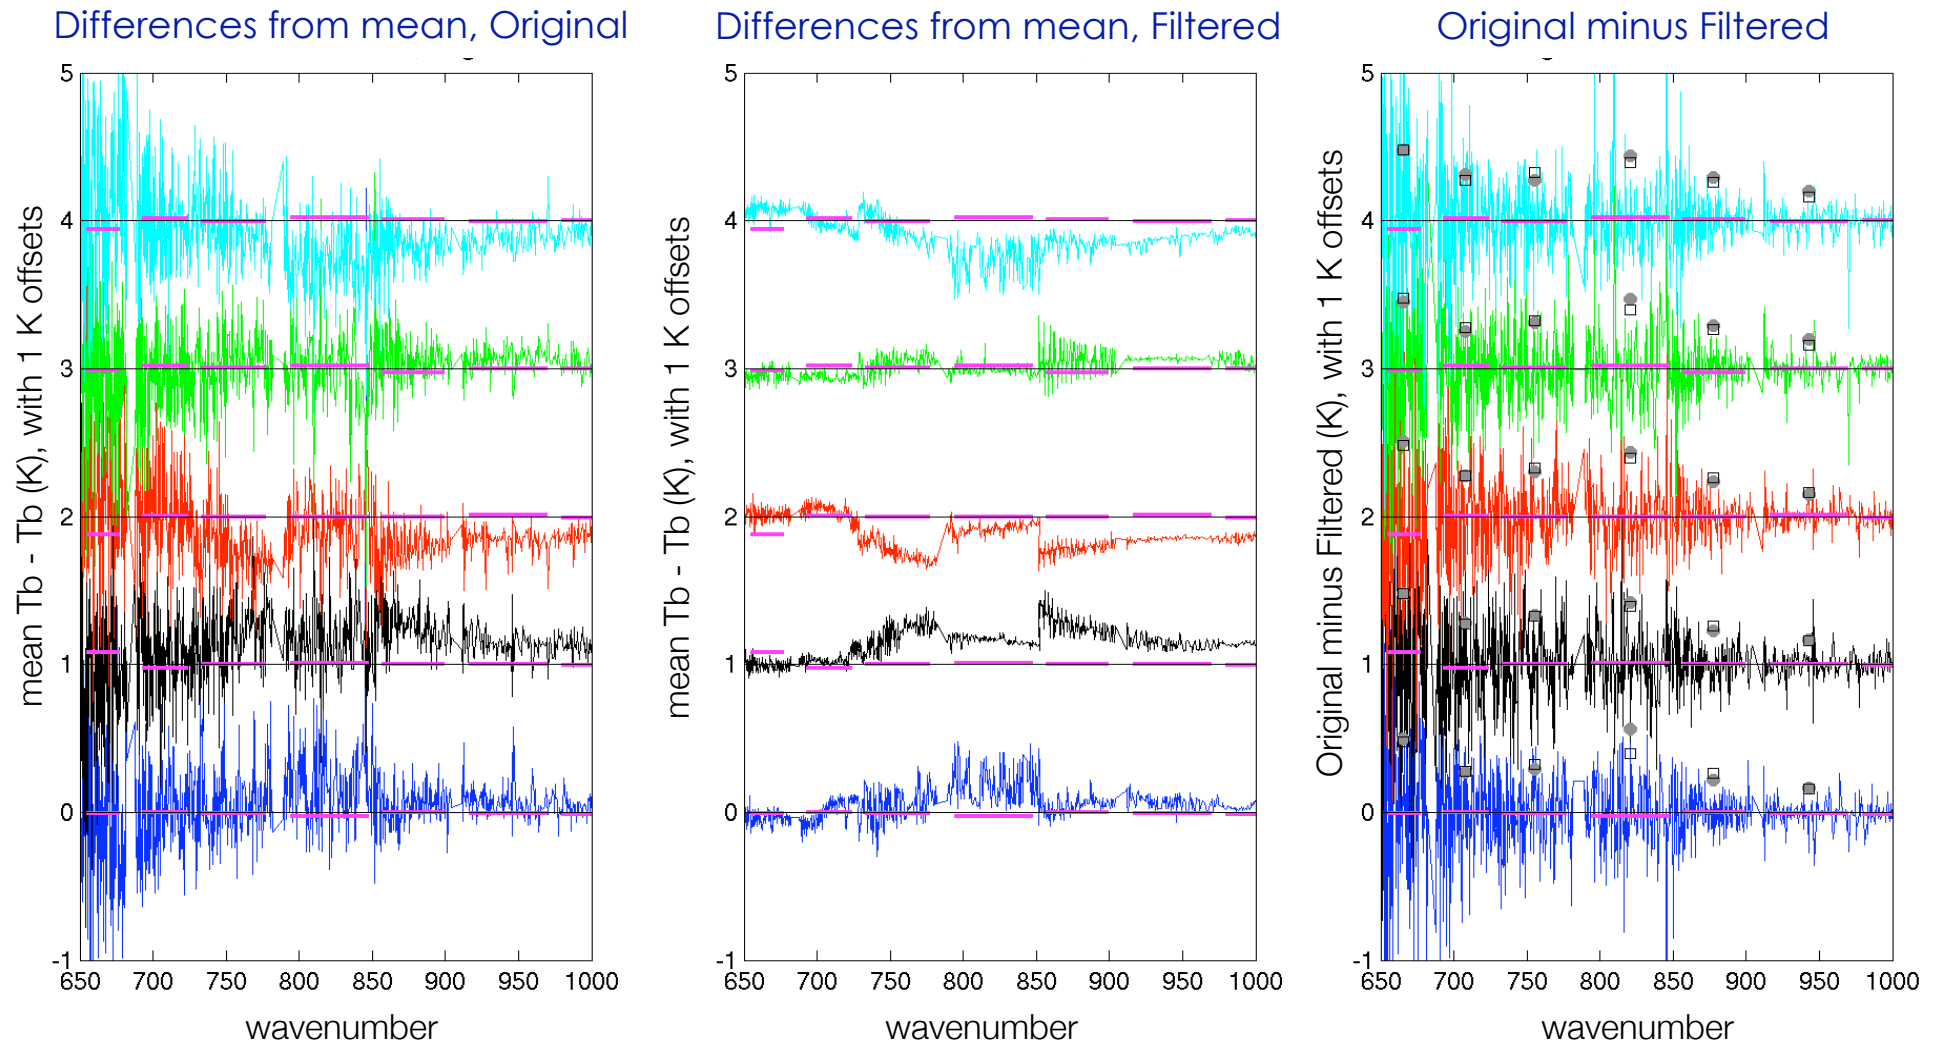 Differences from mean, Original
Differences from mean, Filtered
Original minus Filtered
mean Tb - Tb (K), with 1 K offsets
5
4
3
2
1
0
-1
650 700 750 800 850 900 950 1000
wavenumber
mean Tb - Tb (K), with 1 K offsets
5
4
3
2
1
0
-1
650 700 750 800 850 900 950 1000
wavenumber
Original minus Filtered (K), with 1 K offsets
5
4
3
2
1
0
-1
650 700 750 800 850 900 950 1000
wavenumber